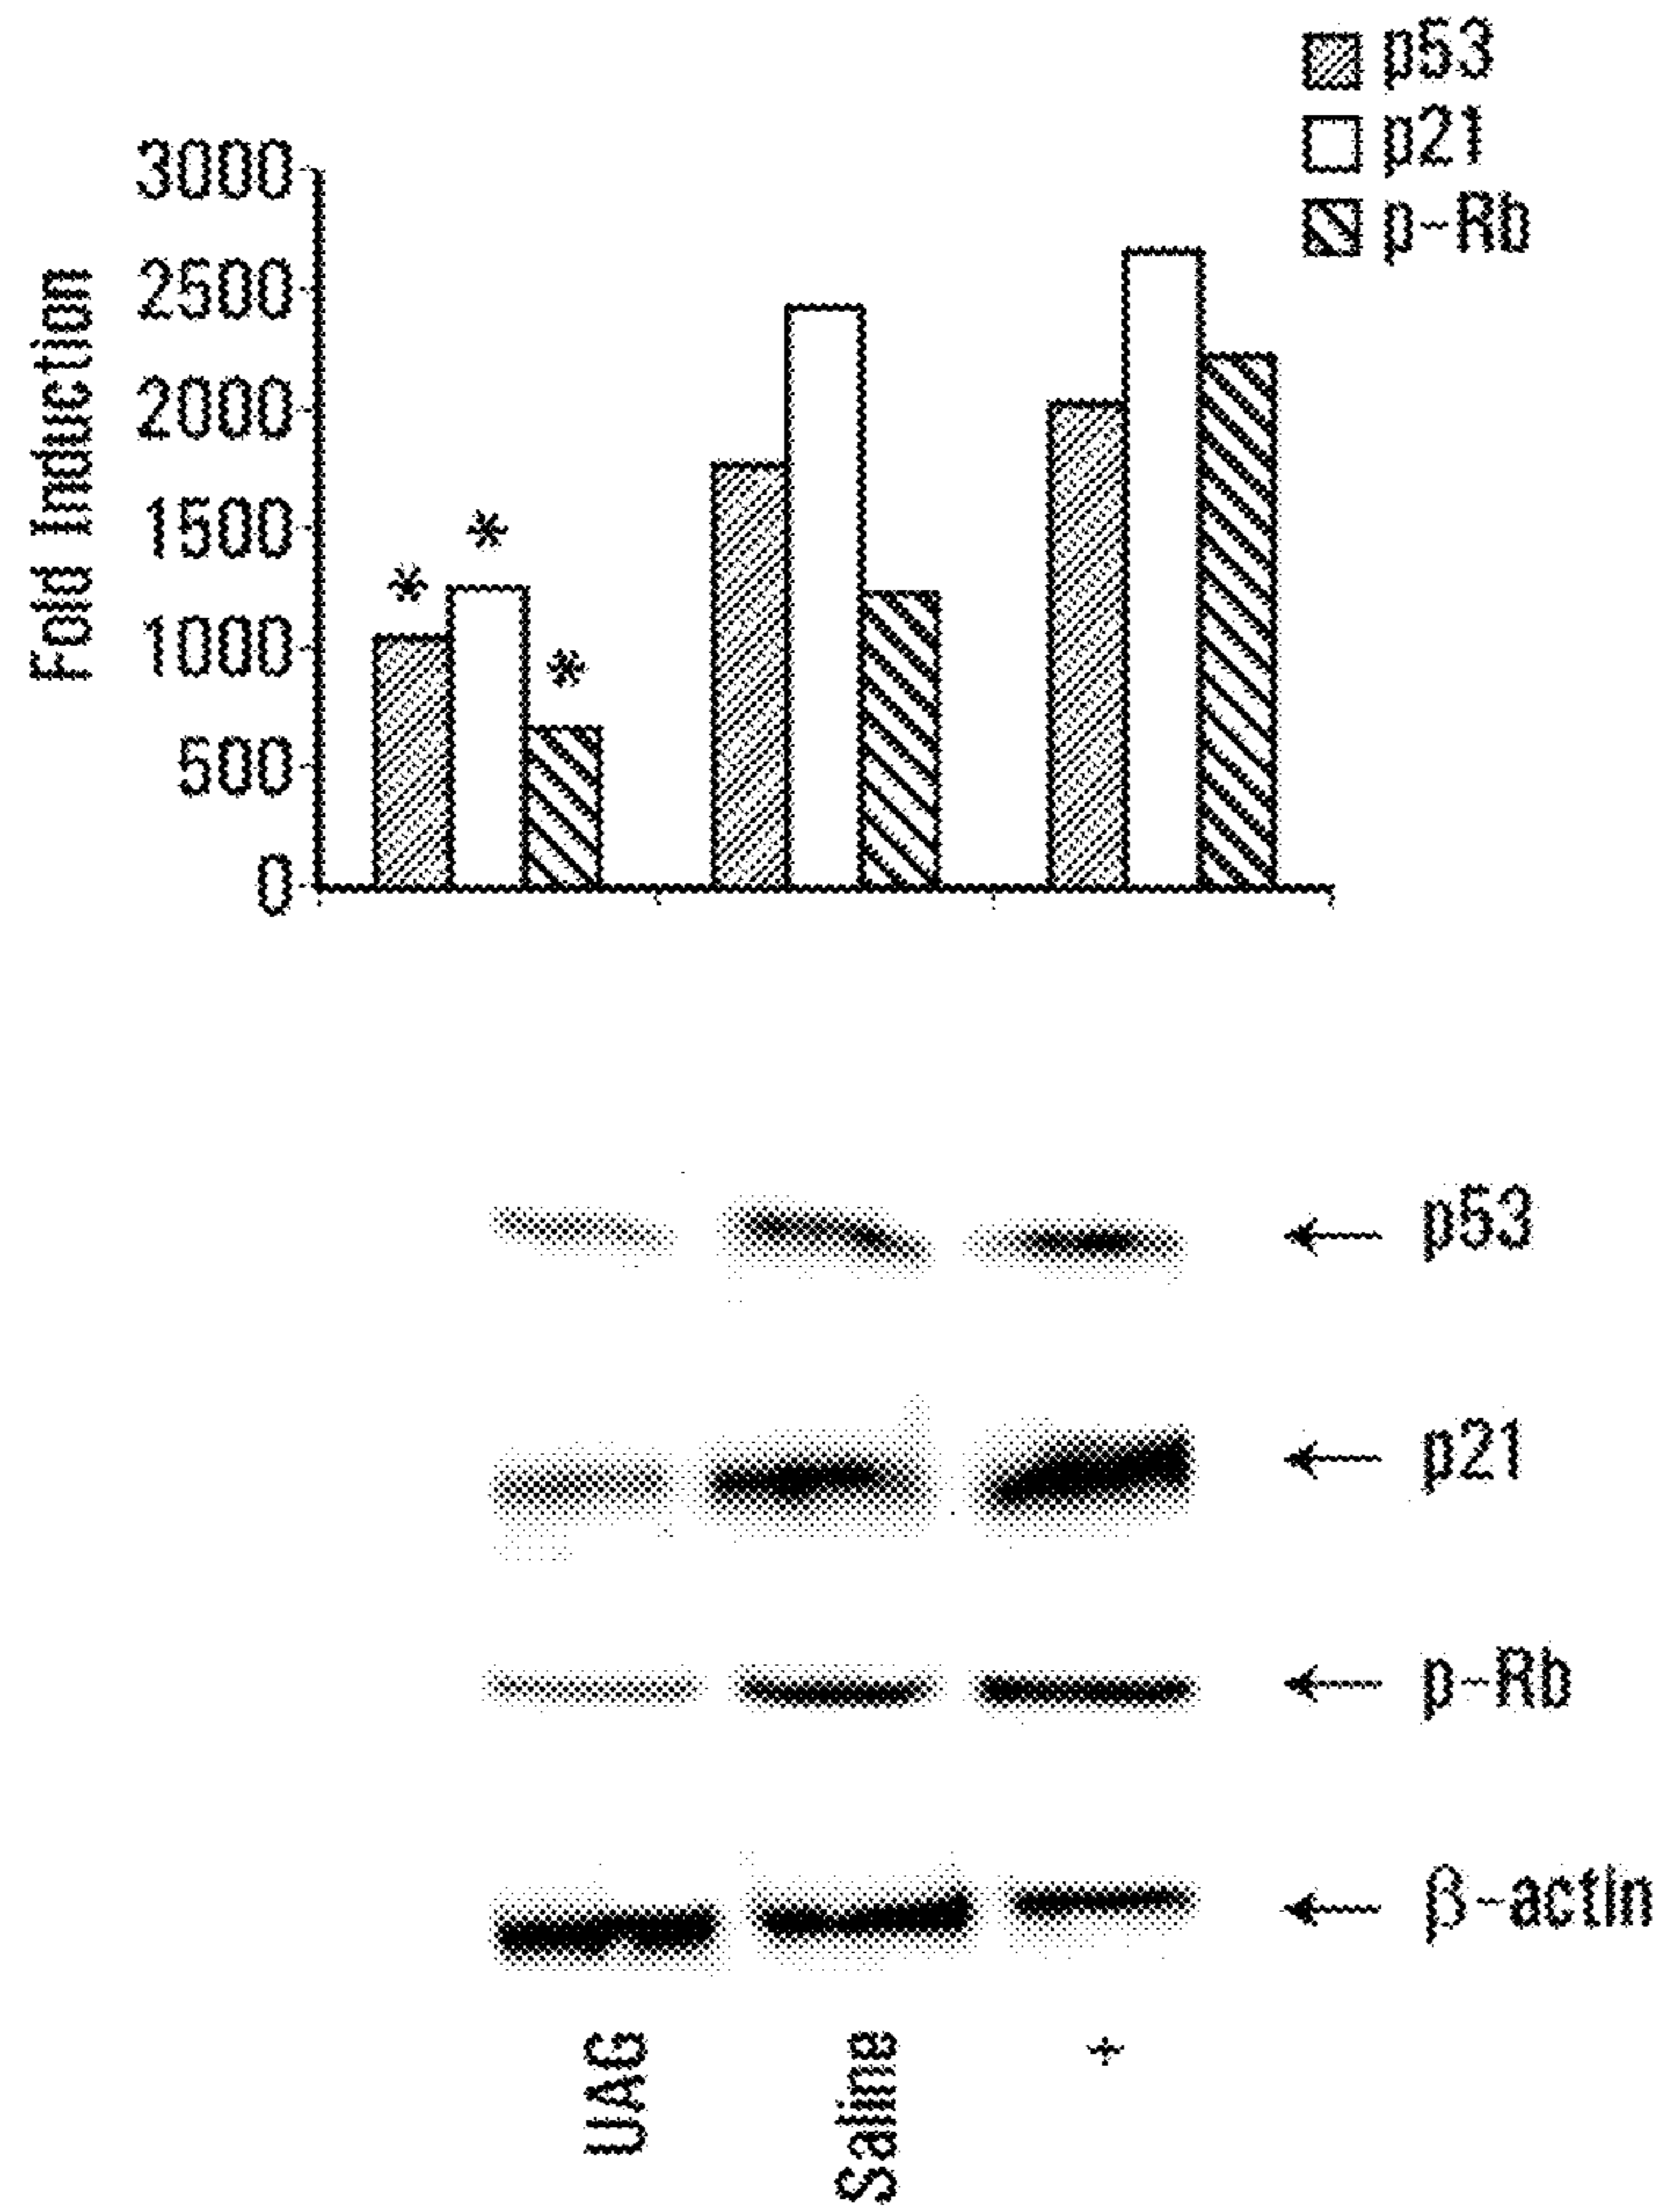 p53
p21
p-Rb
Fold Induction
3000
2500
2000
1500
1000
500
0
*
*
*
p53
p21
p-Rb
β-actin
UAG
Saline
+